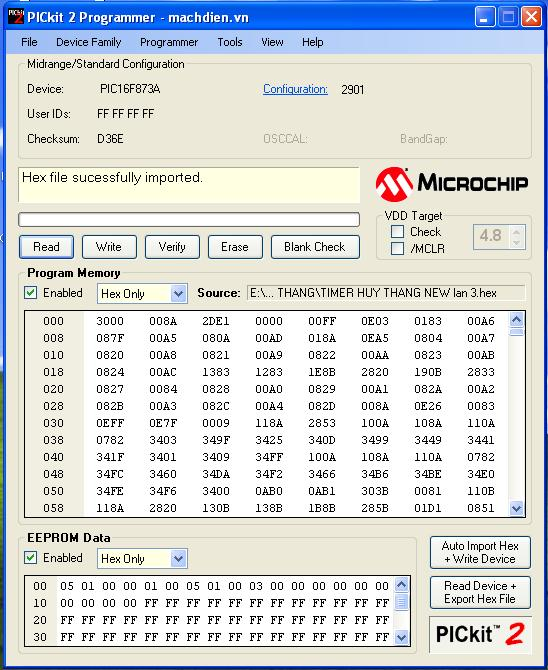 PICkit 2 Programmer - machdien.vn
File Device Family Programmer Tools View Help
Midrange/Standard Configuration
Device: PIC16F873A Configuration: 2901
User IDs: FF FF FF FF
Checksum: D36E OSCCAL: BandGap:
Hex file sucessfully imported.
MICROCHIP
VDD Target
Check
/MCLR
4.8
Read Write Verify Erase Blank Check
Program Memory
Enabled Hex Only Source: E:\... THANG\TIMER HUY THANG NEW lan 3.hex
000 3000 008A 2DE1 0000 00FF 0E03 0183 00A6
008 087F 00A5 080A 00AD 018A 0EA5 0804 00A7
010 0820 00A8 0821 00A9 0822 00AA 0823 00AB
018 0824 00AC 1383 1283 1E8B 2820 190B 2833
020 0827 0084 0828 00A0 0829 00A1 082A 00A2
028 082B 00A3 082C 00A4 082D 008A 0E26 0083
030 0EFF 0E7F 0009 118A 2853 100A 108A 110A
038 0782 3403 349F 3425 340D 3499 3449 3441
040 341F 3401 3409 34FF 100A 108A 110A 0782
048 34FC 3460 34DA 34F2 3466 34B6 34BE 34E0
050 34FE 34F6 3400 0AB0 0AB1 303B 0081 110B
058 118A 2820 130B 138B 1B8B 285B 01D1 0851
EEPROM Data
Enabled Hex Only
00 05 01 00 00 01 00 05 01 00 03 00 00 00 00 00 00
10 00 00 00 00 FF FF FF FF FF FF FF FF FF FF FF FF
20 FF FF FF FF FF FF FF FF FF FF FF FF FF FF FF FF
30 FF FF FF FF FF FF FF FF FF FF FF FF FF FF FF FF
Auto Import Hex
+ Write Device
Read Device +
Export Hex File
PICkit™ 2